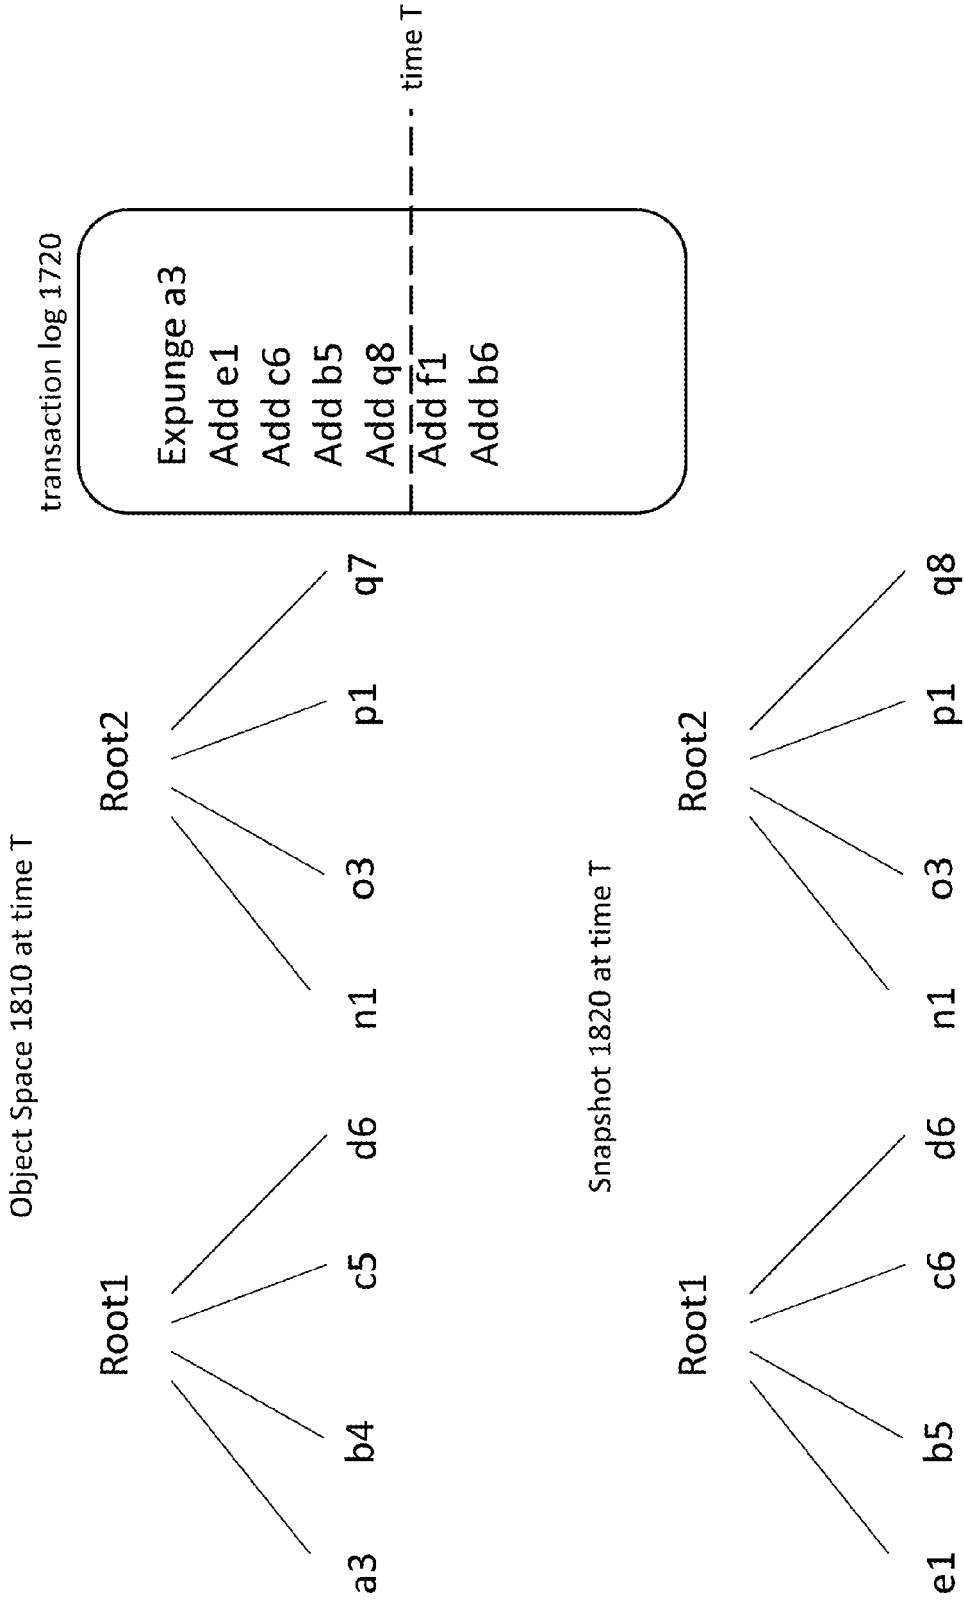 Object Space 1810 at time T
Root1
Root2
a3
b4
c5
d6
n1
o3
p1
q7
transaction log 1720
Expunge a3
Add e1
Add c6
Add b5
Add q8
time T
Add f1
Add b6
Snapshot 1820 at time T
Root1
Root2
e1
b5
c6
d6
n1
o3
p1
q8